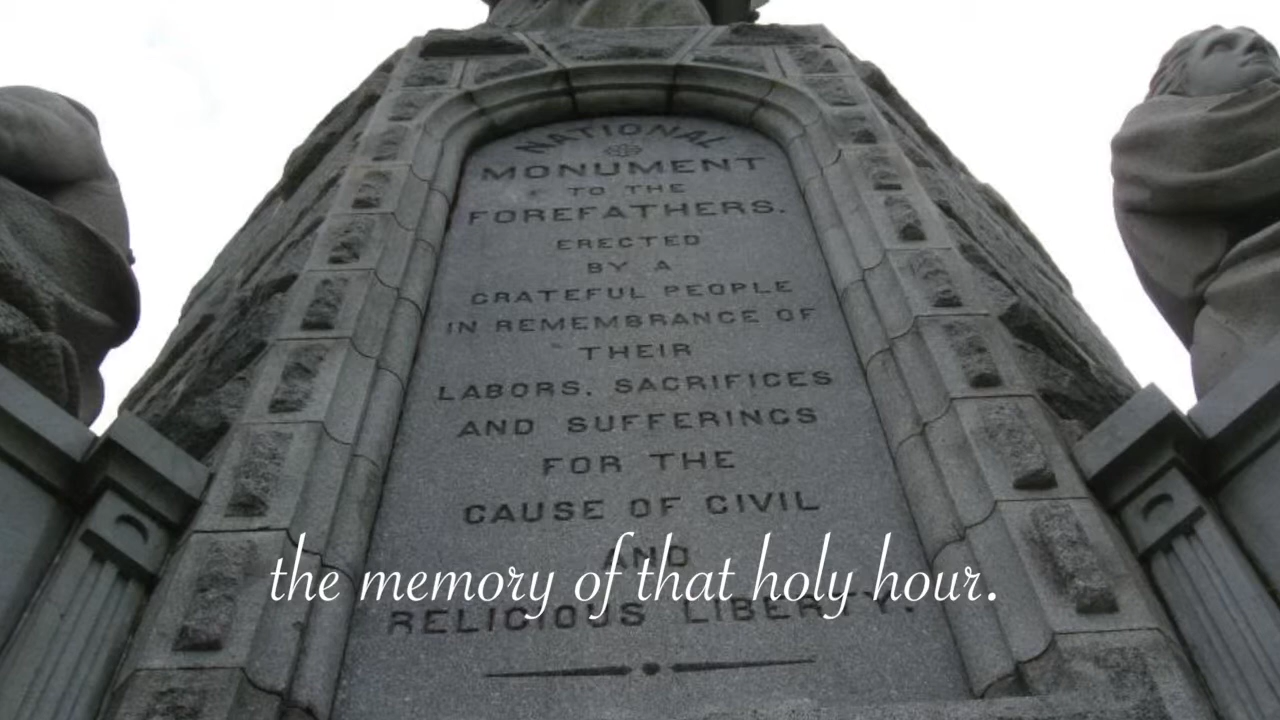 NATIONAL
MONUMENT
TO THE
FOREFATHERS.
ERECTED
BY A
GRATEFUL PEOPLE
IN REMEMBRANCE OF
THEIR
LABORS, SACRIFICES
AND SUFFERINGS
FOR THE
CAUSE OF CIVIL
AND
the memory of that holy hour.
RELIGIOUS LIBERTY.